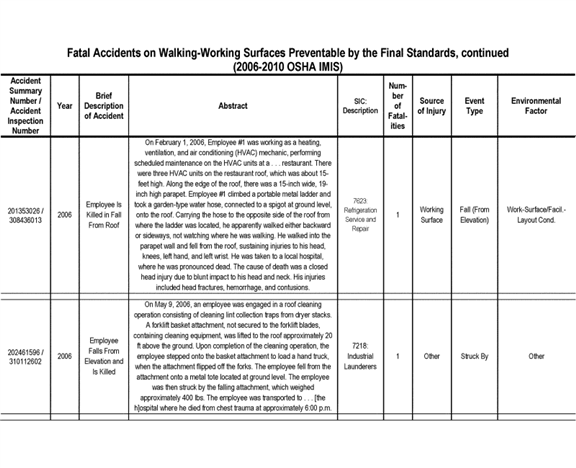 Fatal Accidents on Walking-Working Surfaces Preventable by the Final Standards, continued
(2006-2010 OSHA IMIS)
Accident
Summary
Number /
Accident
Inspection
Number
Year
Brief
Description
of Accident
Abstract
SIC:
Description
Num-
ber
of
Fatal-
ities
Source
of Injury
Event
Type
Environmental
Factor
201353026 /
308436013
2006
Employee Is
Killed in Fall
From Roof
On February 1, 2006, Employee #1 was working as a heating,
ventilation, and air conditioning (HVAC) mechanic, performing
scheduled maintenance on the HVAC units at a . . . restaurant. There
were three HVAC units on the restaurant roof, which was about 15-
feet high. Along the edge of the roof, there was a 15-inch wide, 19-
inch high parapet. Employee #1 climbed a portable metal ladder and
took a garden-type water hose, connected to a spigot at ground level,
onto the roof. Carrying the hose to the opposite side of the roof from
where the ladder was located, he apparently walked either backward
or sideways, not watching where he was walking. He walked into the
parapet wall and fell from the roof, sustaining injuries to his head,
knees, left hand, and left wrist. He was taken to a local hospital,
where he was pronounced dead. The cause of death was a closed
head injury due to blunt impact to his head and neck. His injuries
included head fractures, hemorrhage, and contusions.
7623:
Refrigeration
Service and
Repair
1
Working
Surface
Fall (From
Elevation)
Work-Surface/Facil.-
Layout Cond.
202461596 /
310112602
2006
Employee
Falls From
Elevation and
Is Killed
On May 9, 2006, an employee was engaged in a roof cleaning
operation consisting of cleaning lint collection traps from dryer stacks.
A forklift basket attachment, not secured to the forklift blades,
containing cleaning equipment, was lifted to the roof approximately 20
ft above the ground. Upon completion of the cleaning operation, the
employee stepped onto the basket attachment to load a hand truck,
when the attachment flipped off the forks. The employee fell from the
attachment onto a metal tote located at ground level. The employee
was then struck by the falling attachment, which weighed
approximately 400 lbs. The employee was transported to . . . [the
h]ospital where he died from chest trauma at approximately 6:00 p.m.
7218:
Industrial
Launderers
1
Other
Struck By
Other